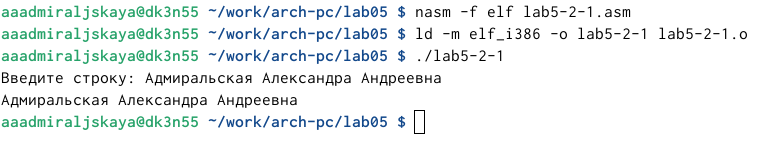 aaadmiraljskaya@dk3n55 ~/work/arch-pc/lab05 $ nasm -f elf lab5-2-1.asm
aaadmiraljskaya@dk3n55 ~/work/arch-pc/lab05 $ ld -m elf_i386 -o lab5-2-1 lab5-2-1.o
aaadmiraljskaya@dk3n55 ~/work/arch-pc/lab05 $ ./lab5-2-1
Введите строку: Адмиральская Александра Андреевна
Адмиральская Александра Андреевна
aaadmiraljskaya@dk3n55 ~/work/arch-pc/lab05 $